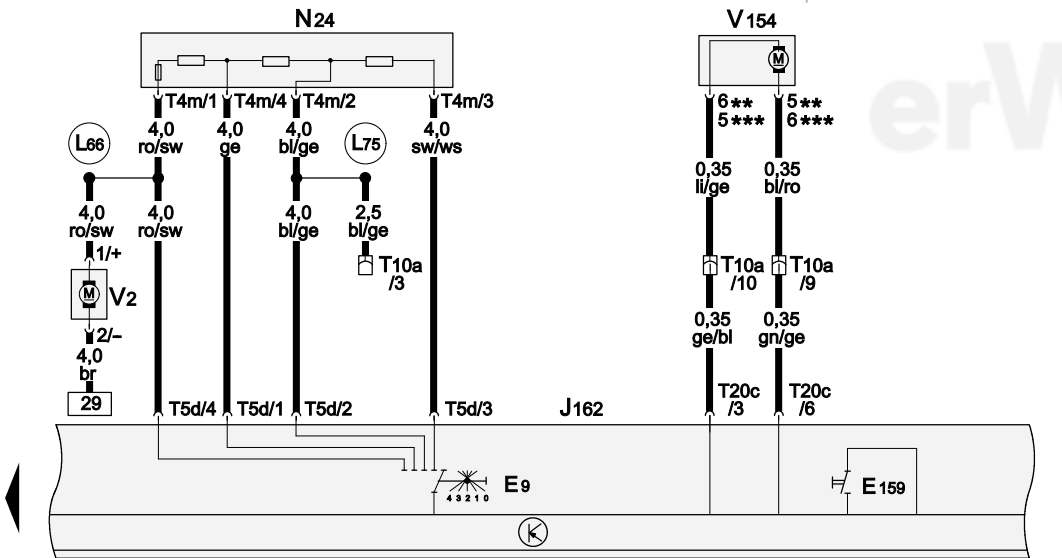 N24
V154
T4m/1 T4m/4 T4m/2 T4m/3
6**
5***
5**
6***
erW
L66
4,0
ro/sw
4,0
ge
4,0
bl/ge
L75
4,0
sw/ws
0,35
li/ge
0,35
bl/ro
4,0
ro/sw
4,0
ro/sw
4,0
bl/ge
2,5
bl/ge
1/+
M
M
V2
2/–
T10a
/3
T10a
/10
T10a
/9
4,0
br
29
0,35
ge/bl
0,35
gn/ge
T5d/4 T5d/1 T5d/2 T5d/3
J162
T20c
/3
T20c
/6
E9
4 3 2 1 0
E159